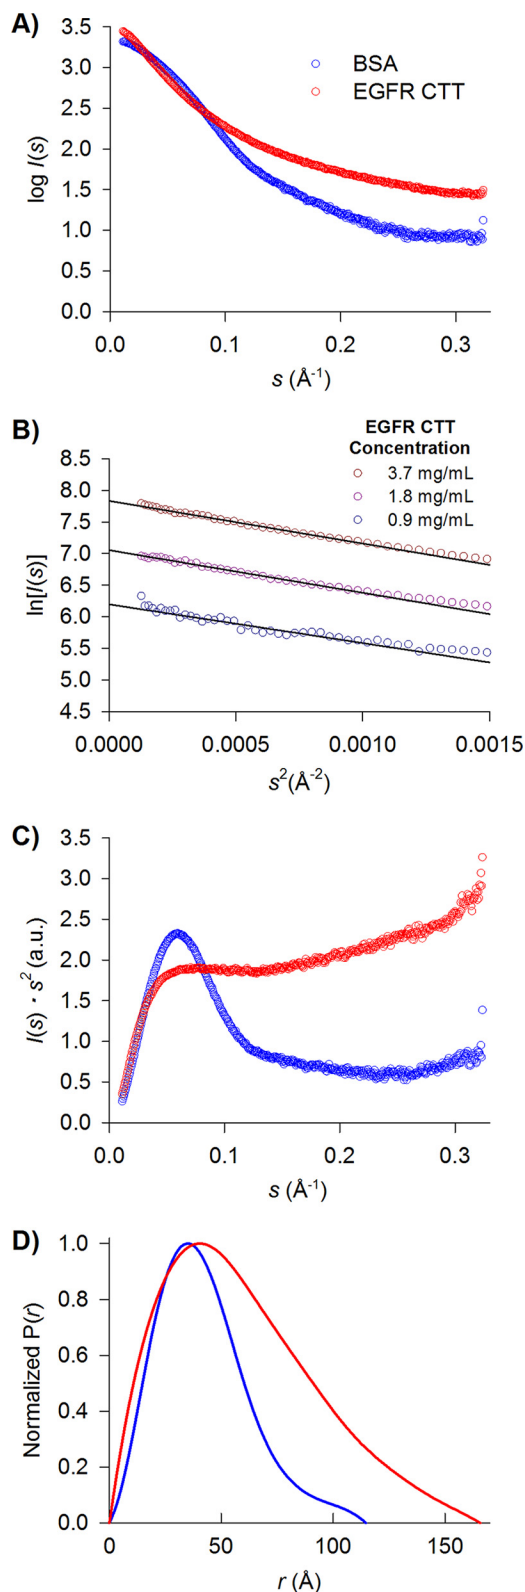 A)
3.5
3.0
2.5
2.0
1.5
1.0
0.5
0.0
log I(s)
BSA
EGFR CTT
0.0 0.1 0.2 0.3
s (Å-1)
B)
EGFR CTT
Concentration
3.7 mg/mL
1.8 mg/mL
0.9 mg/mL
8.5
8.0
7.5
7.0
6.5
6.0
5.5
5.0
4.5
ln[I(s)]
0.0000 0.0005 0.0010 0.0015
s2(Å-2)
C)
3.5
3.0
2.5
2.0
1.5
1.0
0.5
0.0
I(s) · s2 (a.u.)
0.0 0.1 0.2 0.3
s (Å-1)
D)
1.0
0.8
0.6
0.4
0.2
0.0
Normalized P(r)
0 50 100 150
r (Å)